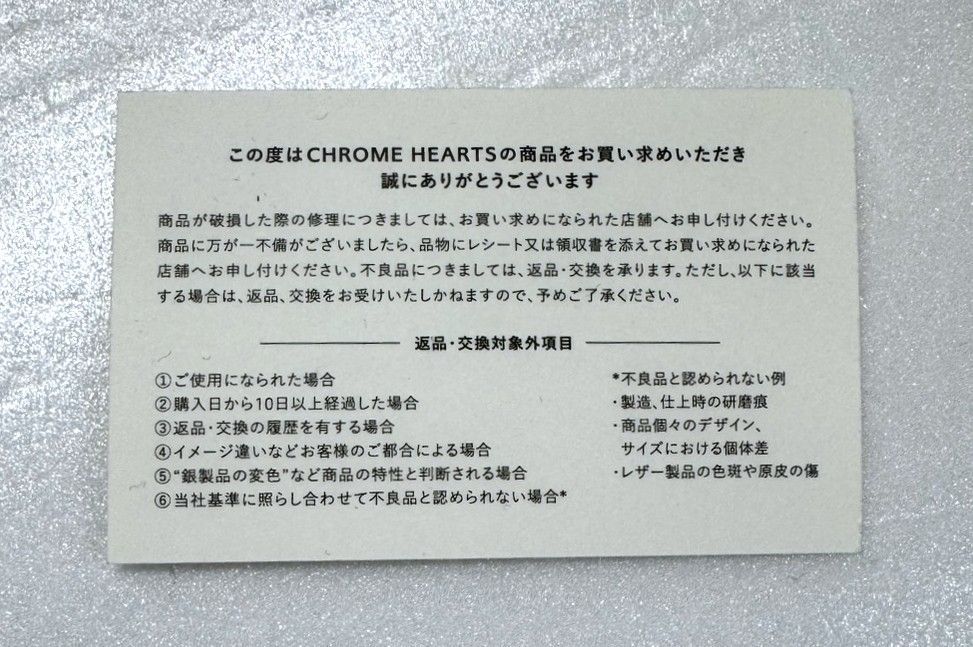 この度はCHROME HEARTSの商品をお買い求めいただき
誠にありがとうございます
商品が破損した際の修理につきましては、お買い求めになられた店舗へお申し付けください。
商品に万が一不備がございましたら、品物にレシート又は領収書を添えてお買い求めになられた
店舗へお申し付けください。不良品につきましては、返品・交換を承ります。ただし、以下に該当
する場合は、返品、交換をお受けいたしかねますので、予めご了承ください。
返品・交換対象外項目
①ご使用になられた場合
②購入日から10日以上経過した場合
③返品・交換の履歴を有する場合
④イメージ違いなどお客様のご都合による場合
⑤“銀製品の変色”など商品の特性と判断される場合
⑥当社基準に照らし合わせて不良品と認められない場合*
*不良品と認められない例
・製造、仕上時の研磨痕
・商品個々のデザイン、
サイズにおける個体差
・レザー製品の色斑や原皮の傷